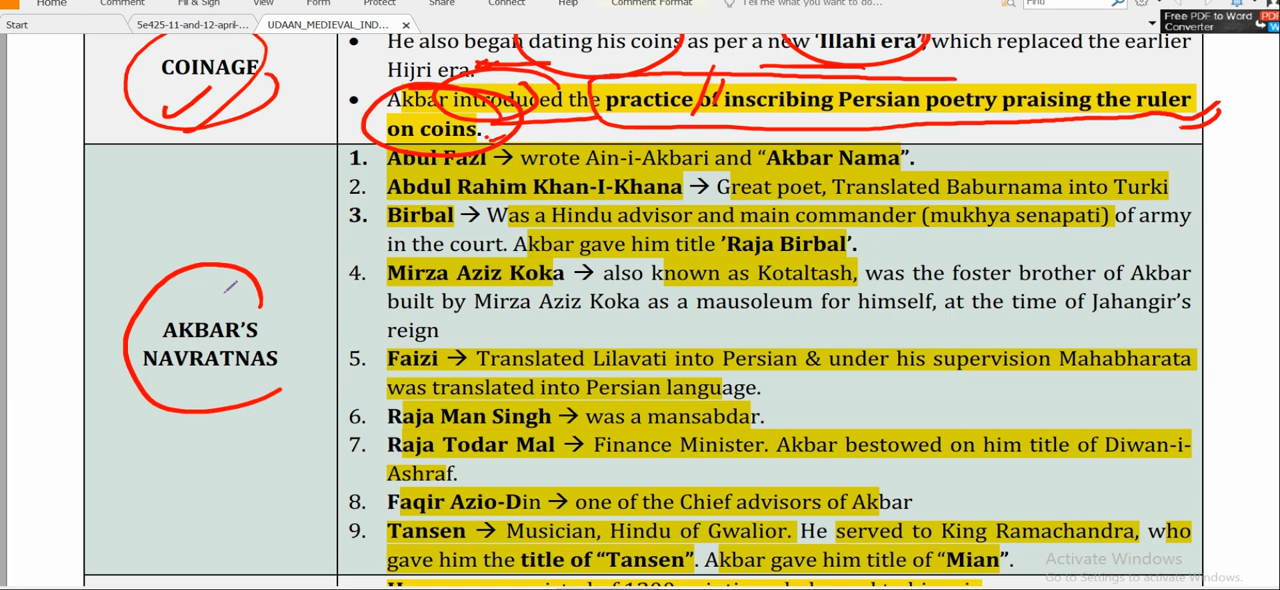 Home Fill & Sign View Form Protect Share Connect Help Comment Format Tell me what you want to do... Find
Start 5e425-11-and-12-april-... UDAAN_MEDIEVAL_IND... ×
Free PDF to Word
Converter
COINAGE
• He also began dating his coins as per a new 'Illahi era', which replaced the earlier
Hijri era.
• Akbar introduced the practice of inscribing Persian poetry praising the ruler
on coins.
AKBAR'S
NAVRATNAS
1. Abul Fazl → wrote Ain-i-Akbari and "Akbar Nama".
2. Abdul Rahim Khan-I-Khana → Great poet, Translated Baburnama into Turki
3. Birbal → Was a Hindu advisor and main commander (mukhya senapati) of army
in the court. Akbar gave him title 'Raja Birbal'.
4. Mirza Aziz Koka → also known as Kotaltash, was the foster brother of Akbar
built by Mirza Aziz Koka as a mausoleum for himself, at the time of Jahangir's
reign
5. Faizi → Translated Lilavati into Persian & under his supervision Mahabharata
was translated into Persian language.
6. Raja Man Singh → was a mansabdar.
7. Raja Todar Mal → Finance Minister. Akbar bestowed on him title of Diwan-i-
Ashraf.
8. Faqir Azio-Din → one of the Chief advisors of Akbar
9. Tansen → Musician, Hindu of Gwalior. He served to King Ramachandra, who
gave him the title of "Tansen". Akbar gave him title of "Mian".
Activate Windows
Go to Settings to activate Windows.